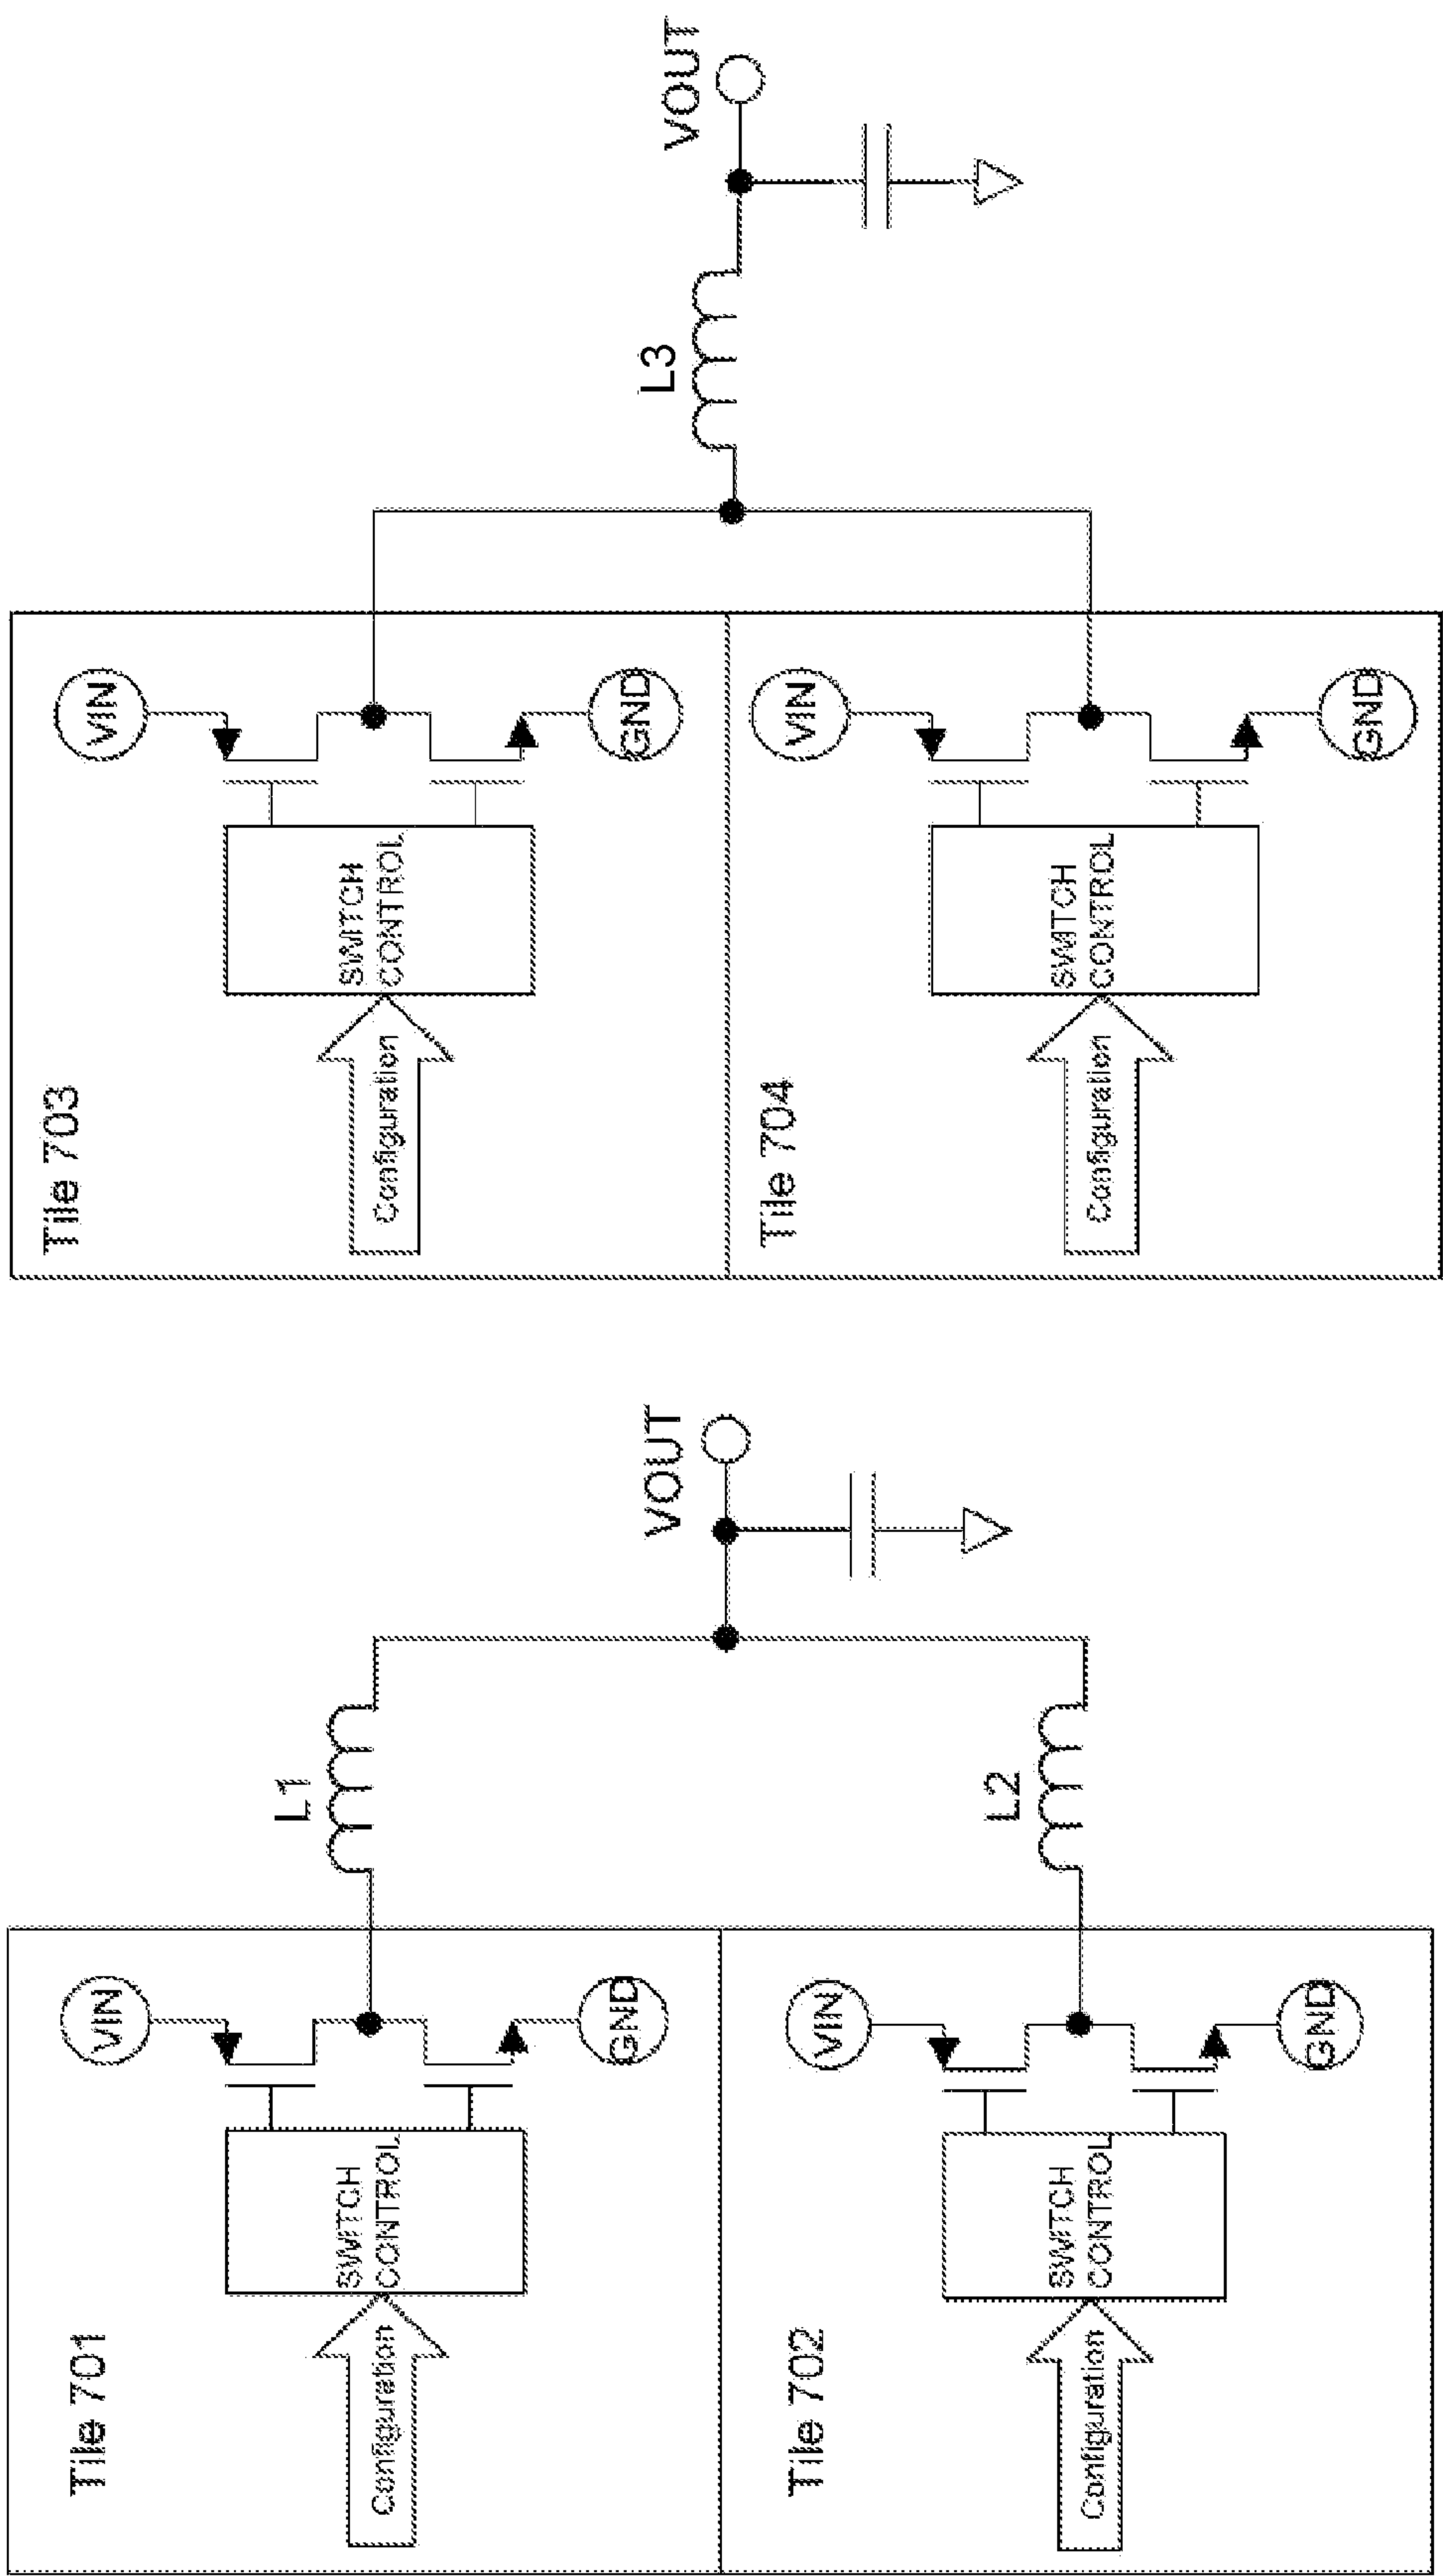 Tile 701
VIN
Configuration
SWITCH
CONTROL
GND
L1
Tile 702
VIN
Configuration
SWITCH
CONTROL
GND
L2
VOUT
Tile 703
VIN
Configuration
SWITCH
CONTROL
GND
Tile 704
VIN
Configuration
SWITCH
CONTROL
GND
L3
VOUT